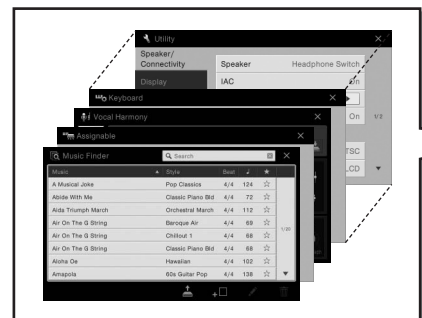 Utility
Speaker/
Connectivity
Speaker Headphone Switch
Display
IAC On
Keyboard
On 1/2
Vocal Harmony
Assignable
TSC
LCD
Music Finder Search
Music Style Beat
A Musical Joke Pop Classics 4/4 124
Abide With Me Classic Piano Bld 4/4 72
Aida Triumph March Orchestral March 4/4 112
Air On The G String Baroque Air 4/4 69
Air On The G String Chillout 1 4/4 68
Air On The G String Classic Piano Bld 4/4 68
Aloha Oe Hawaiian 4/4 102
Amapola 60s Guitar Pop 4/4 138